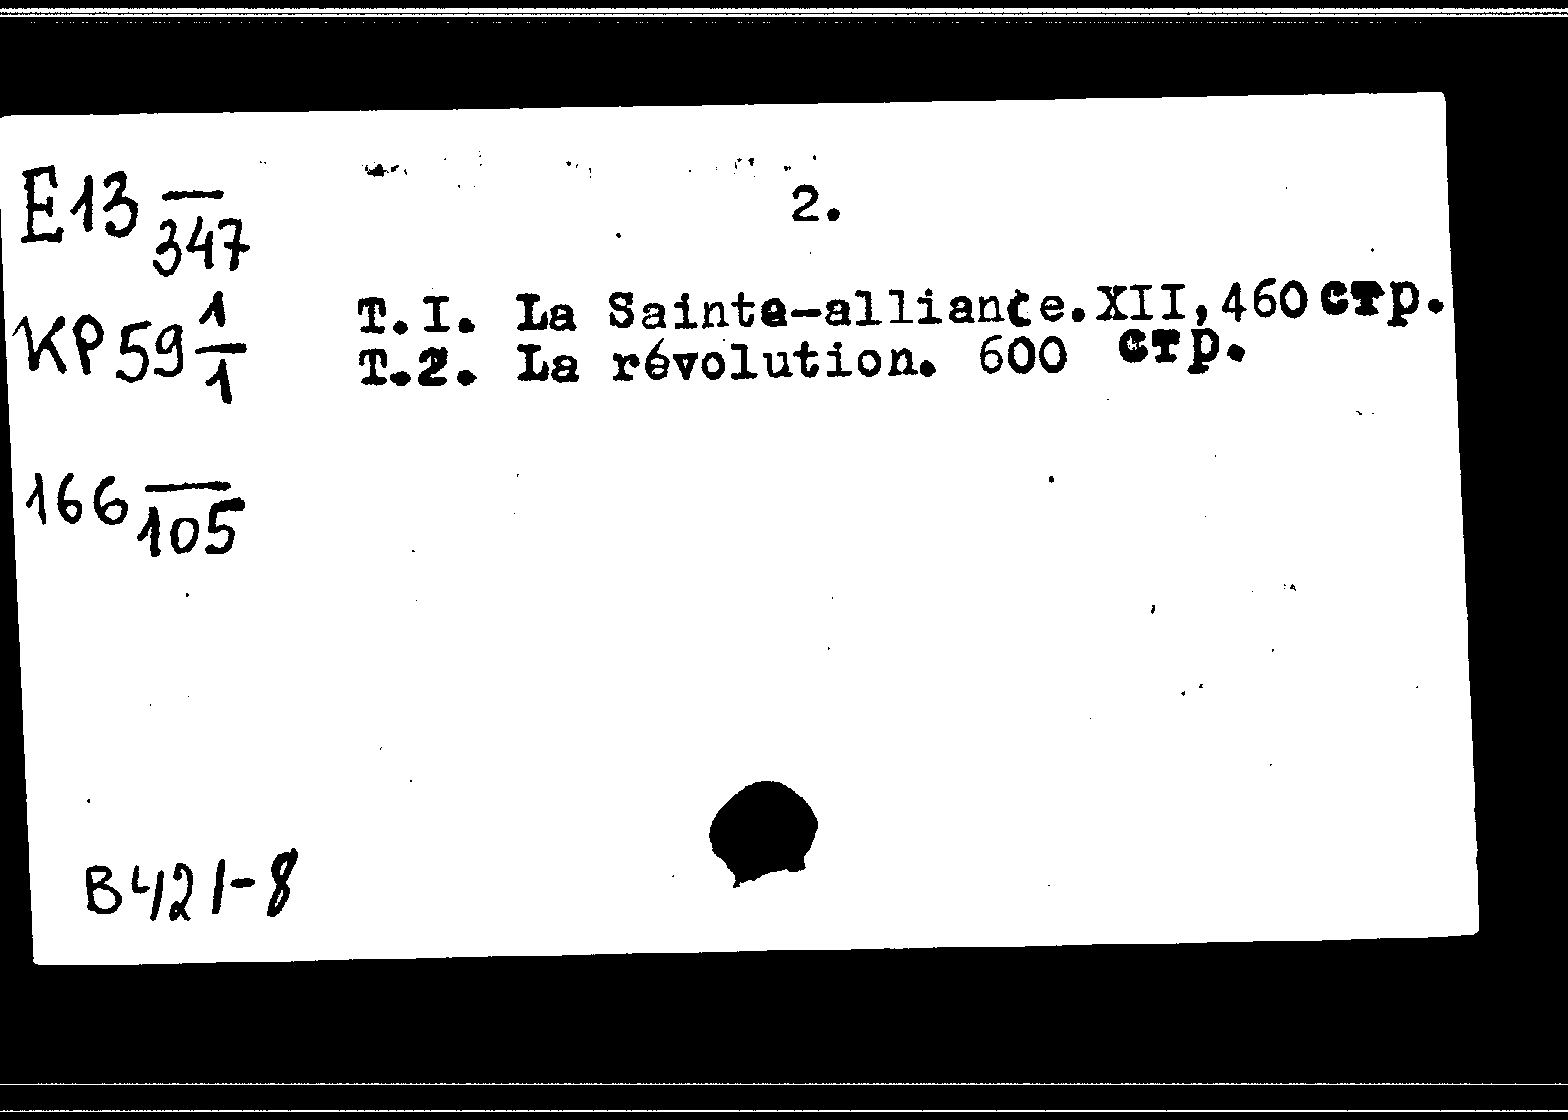 2.
E13 —/347
KP59 1/1
T.I. La Sainte-alliance.XII,460 стр.
T.2. La révolution. 600 стр.
166 —/105
B421-8